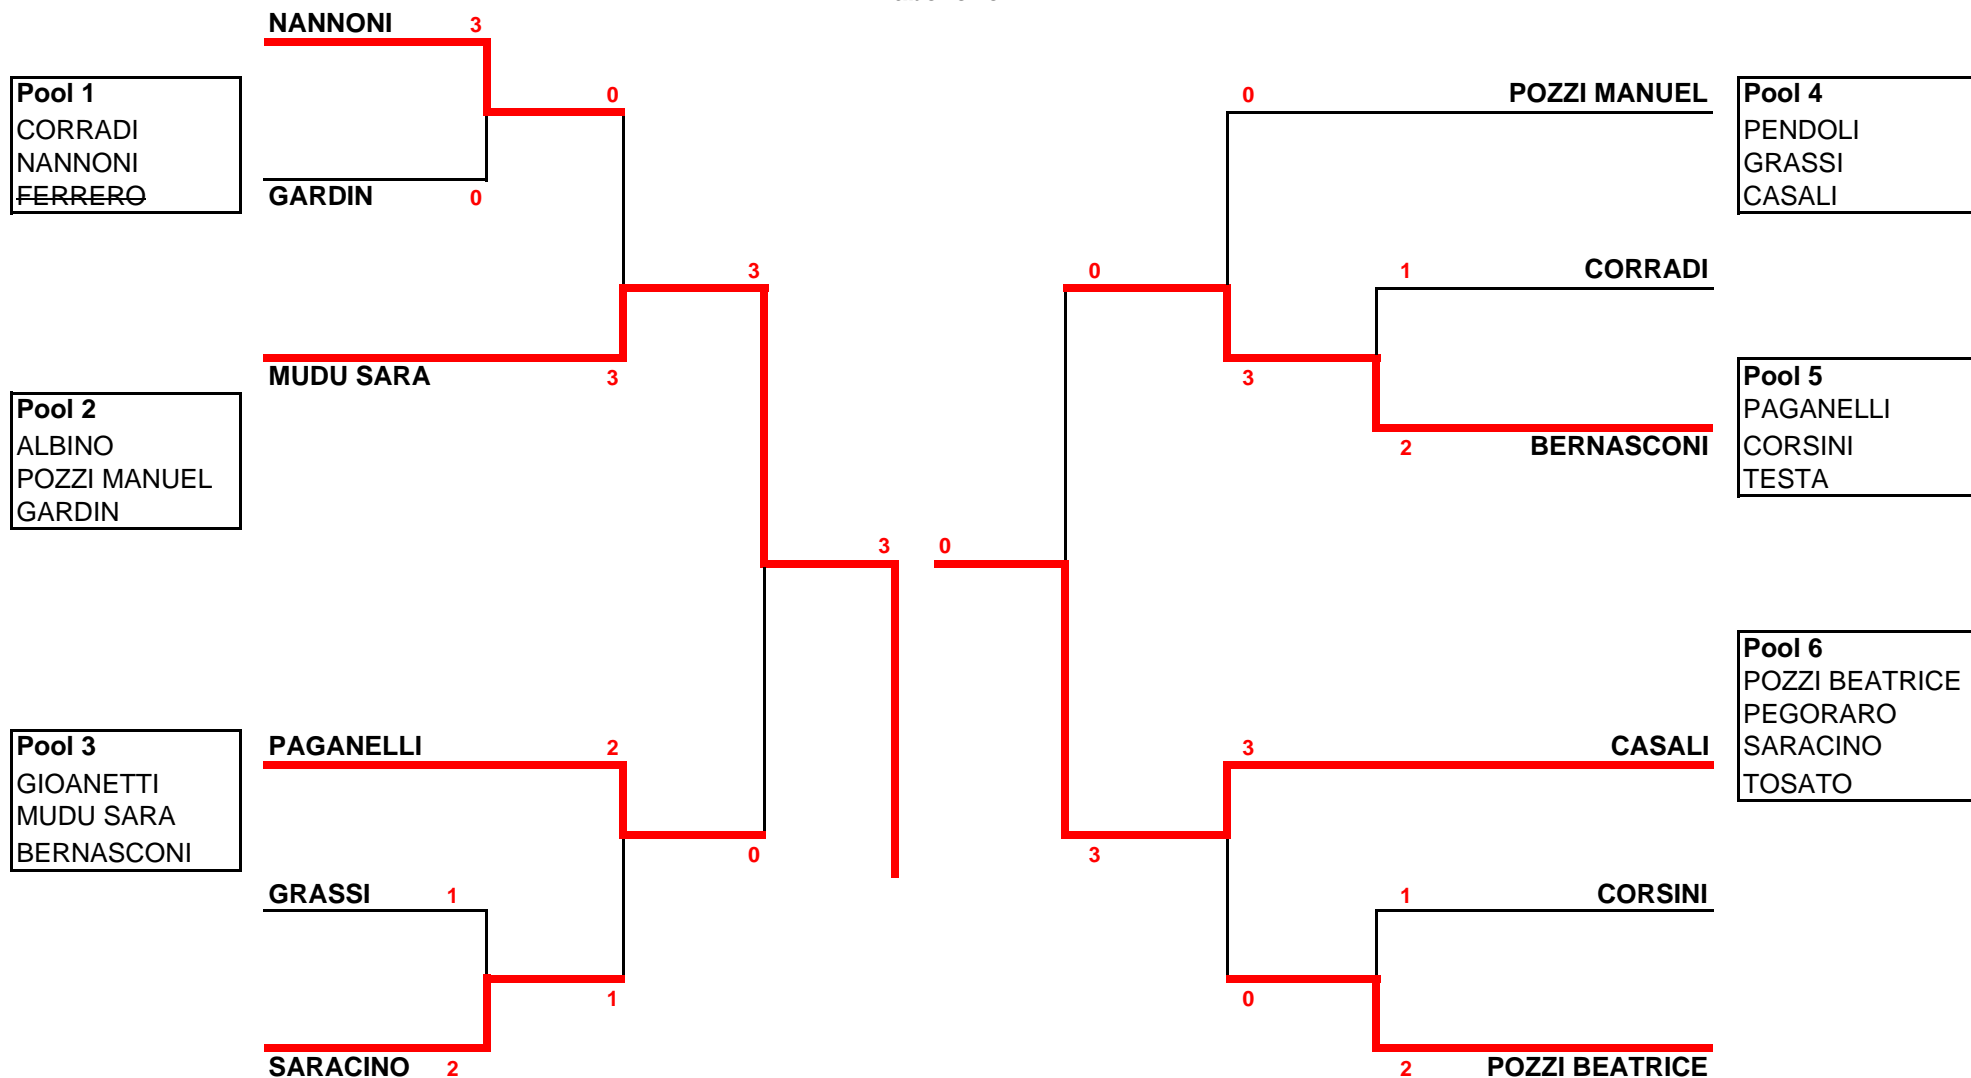 NANNONI 3
Pool 1
CORRADI
NANNONI
FERRERO
0
GARDIN 0
3
MUDU SARA 3
Pool 2
ALBINO
POZZI MANUEL
GARDIN
3
Pool 3
GIOANETTI
MUDU SARA
BERNASCONI
PAGANELLI 2
0
GRASSI 1
1
SARACINO 2
0 POZZI MANUEL
Pool 4
PENDOLI
GRASSI
CASALI
0
1 CORRADI
3
2 BERNASCONI
Pool 5
PAGANELLI
CORSINI
TESTA
0
Pool 6
POZZI BEATRICE
PEGORARO
SARACINO
TOSATO
3 CASALI
3
1 CORSINI
0
2 POZZI BEATRICE